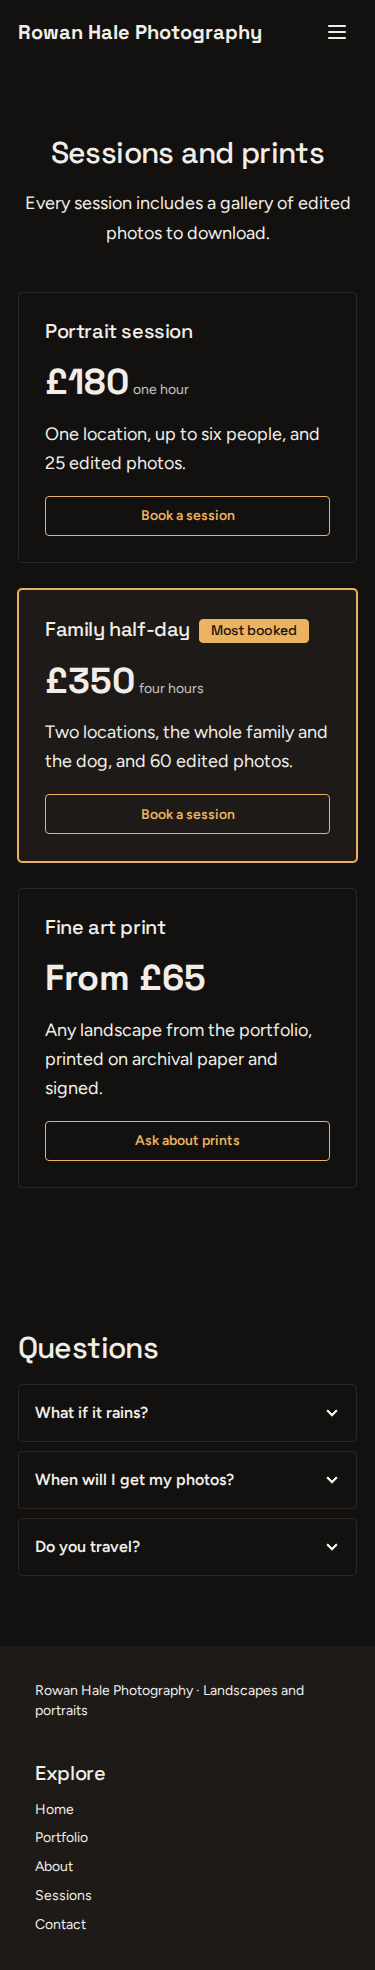 Rowan Hale Photography
Sessions and prints
Every session includes a gallery of edited
photos to download.
Portrait session
£180 one hour
One location, up to six people, and
25 edited photos.
Book a session
Family half-day Most booked
£350 four hours
Two locations, the whole family and
the dog, and 60 edited photos.
Book a session
Fine art print
From £65
Any landscape from the portfolio,
printed on archival paper and
signed.
Ask about prints
Questions
What if it rains?
When will I get my photos?
Do you travel?
Rowan Hale Photography · Landscapes and
portraits
Explore
Home
Portfolio
About
Sessions
Contact